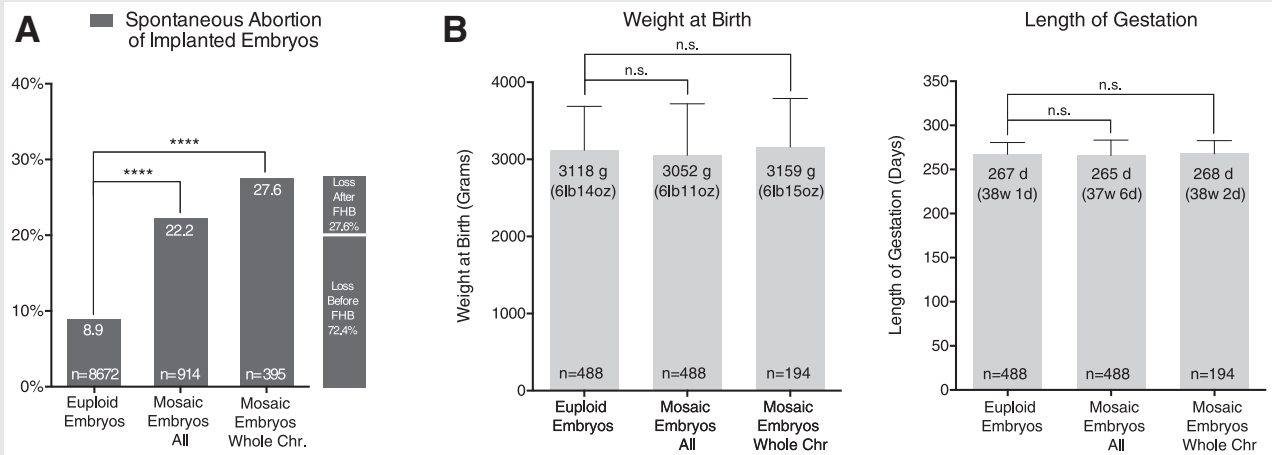 A
Spontaneous Abortion
of Implanted Embryos
40%
30%
20%
10%
0%
****
****
8.9
22.2
27.6
n=8672
n=914
n=395
Euploid
Embryos
Mosaic
Embryos
All
Mosaic
Embryos
Whole Chr.
Loss
After
FHB
27.6%
Loss
Before
FHB
72.4%
B
Weight at Birth
Weight at Birth (Grams)
4000
3000
2000
1000
0
n.s.
n.s.
3118 g
(6lb14oz)
3052 g
(6lb11oz)
3159 g
(6lb15oz)
n=488
n=488
n=194
Euploid
Embryos
Mosaic
Embryos
All
Mosaic
Embryos
Whole Chr
Length of Gestation
Length of Gestation (Days)
350
300
250
200
150
100
50
0
n.s.
n.s.
267 d
(38w 1d)
265 d
(37w 6d)
268 d
(38w 2d)
n=488
n=488
n=194
Euploid
Embryos
Mosaic
Embryos
All
Mosaic
Embryos
Whole Chr